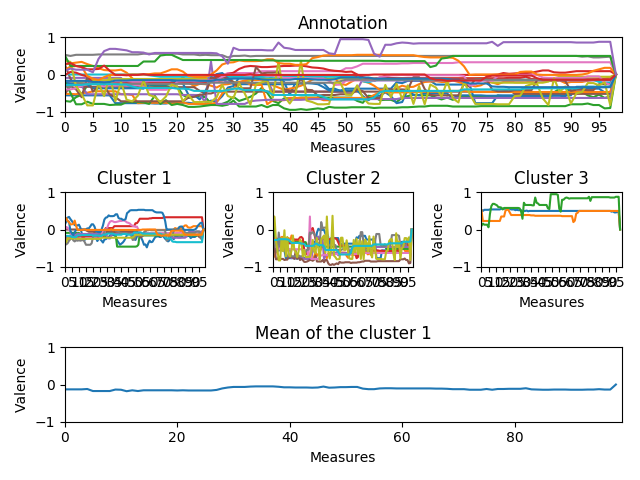 Annotation
Valence
1
0
−1
0 5 10 15 20 25 30 35 40 45 50 55 60 65 70 75 80 85 90 95
Measures
Cluster 1 Cluster 2 Cluster 3
Valence Valence Valence
1 1 1
0 0 0
−1 −1 −1
Measures Measures Measures
Mean of the cluster 1
Valence
1
0
−1
0 20 40 60 80
Measures